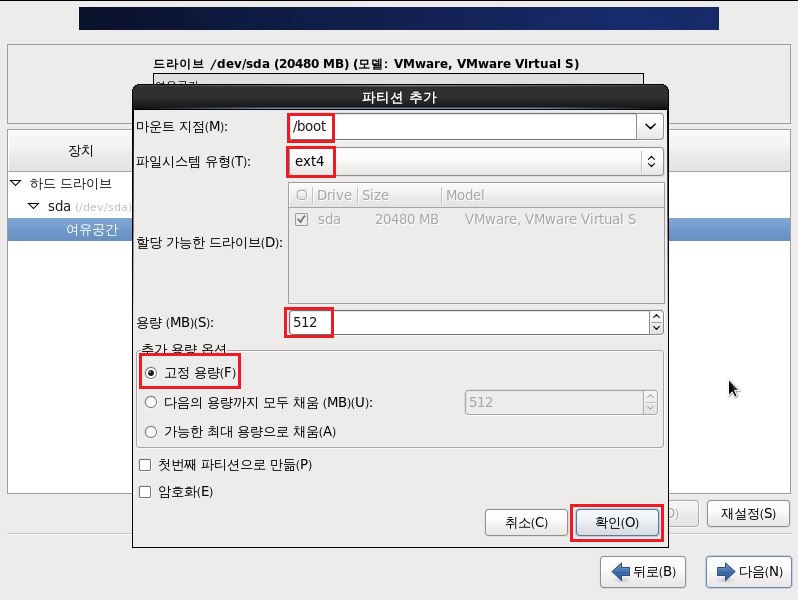 드라이브 /dev/sda (20480 MB) (모델: VMware, VMware Virtual S)
여유공간
파티션 추가
마운트 지점(M): /boot
파일시스템 유형(T): ext4
장치
Drive Size Model
하드 드라이브
sda (/dev/sda)
sda 20480 MB VMware, VMware Virtual S
여유공간
할당 가능한 드라이브(D):
용량 (MB)(S): 512
추가 용량 옵션
고정 용량(F)
다음의 용량까지 모두 채움 (MB)(U): 512
가능한 최대 용량으로 채움(A)
첫번째 파티션으로 만듦(P)
암호화(E)
취소(C) 확인(O)
재설정(S)
뒤로(B) 다음(N)